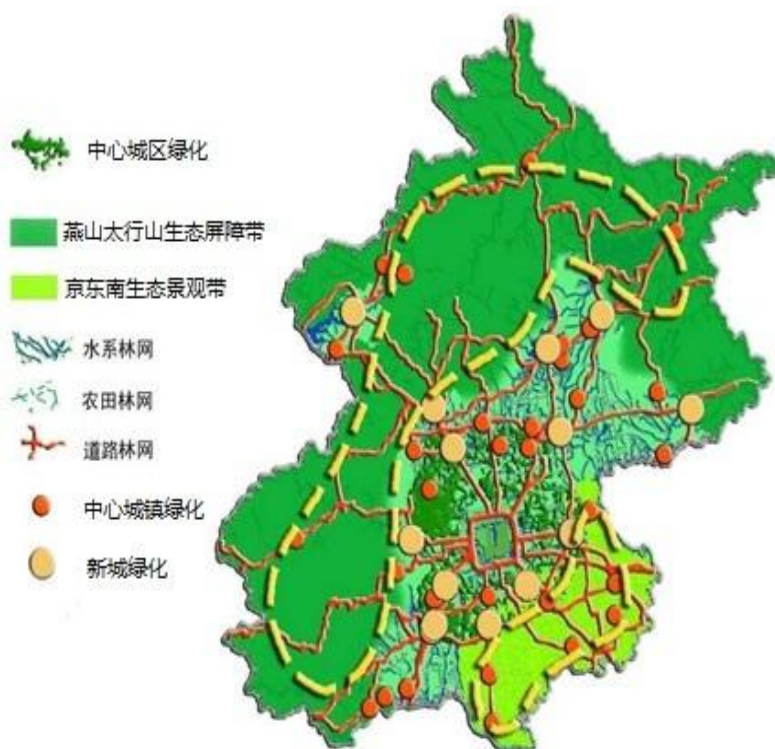 中心城区绿化
燕山太行山生态屏障带
京东南生态景观带
水系林网
农田林网
道路林网
中心城镇绿化
新城绿化